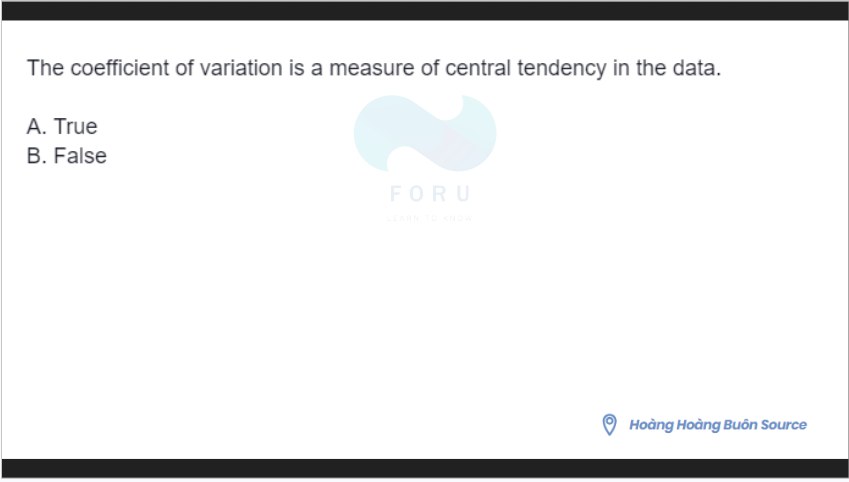 The coefficient of variation is a measure of central tendency in the data.
A. True
B. False
FORU
Hoàng Hoàng Buôn Source